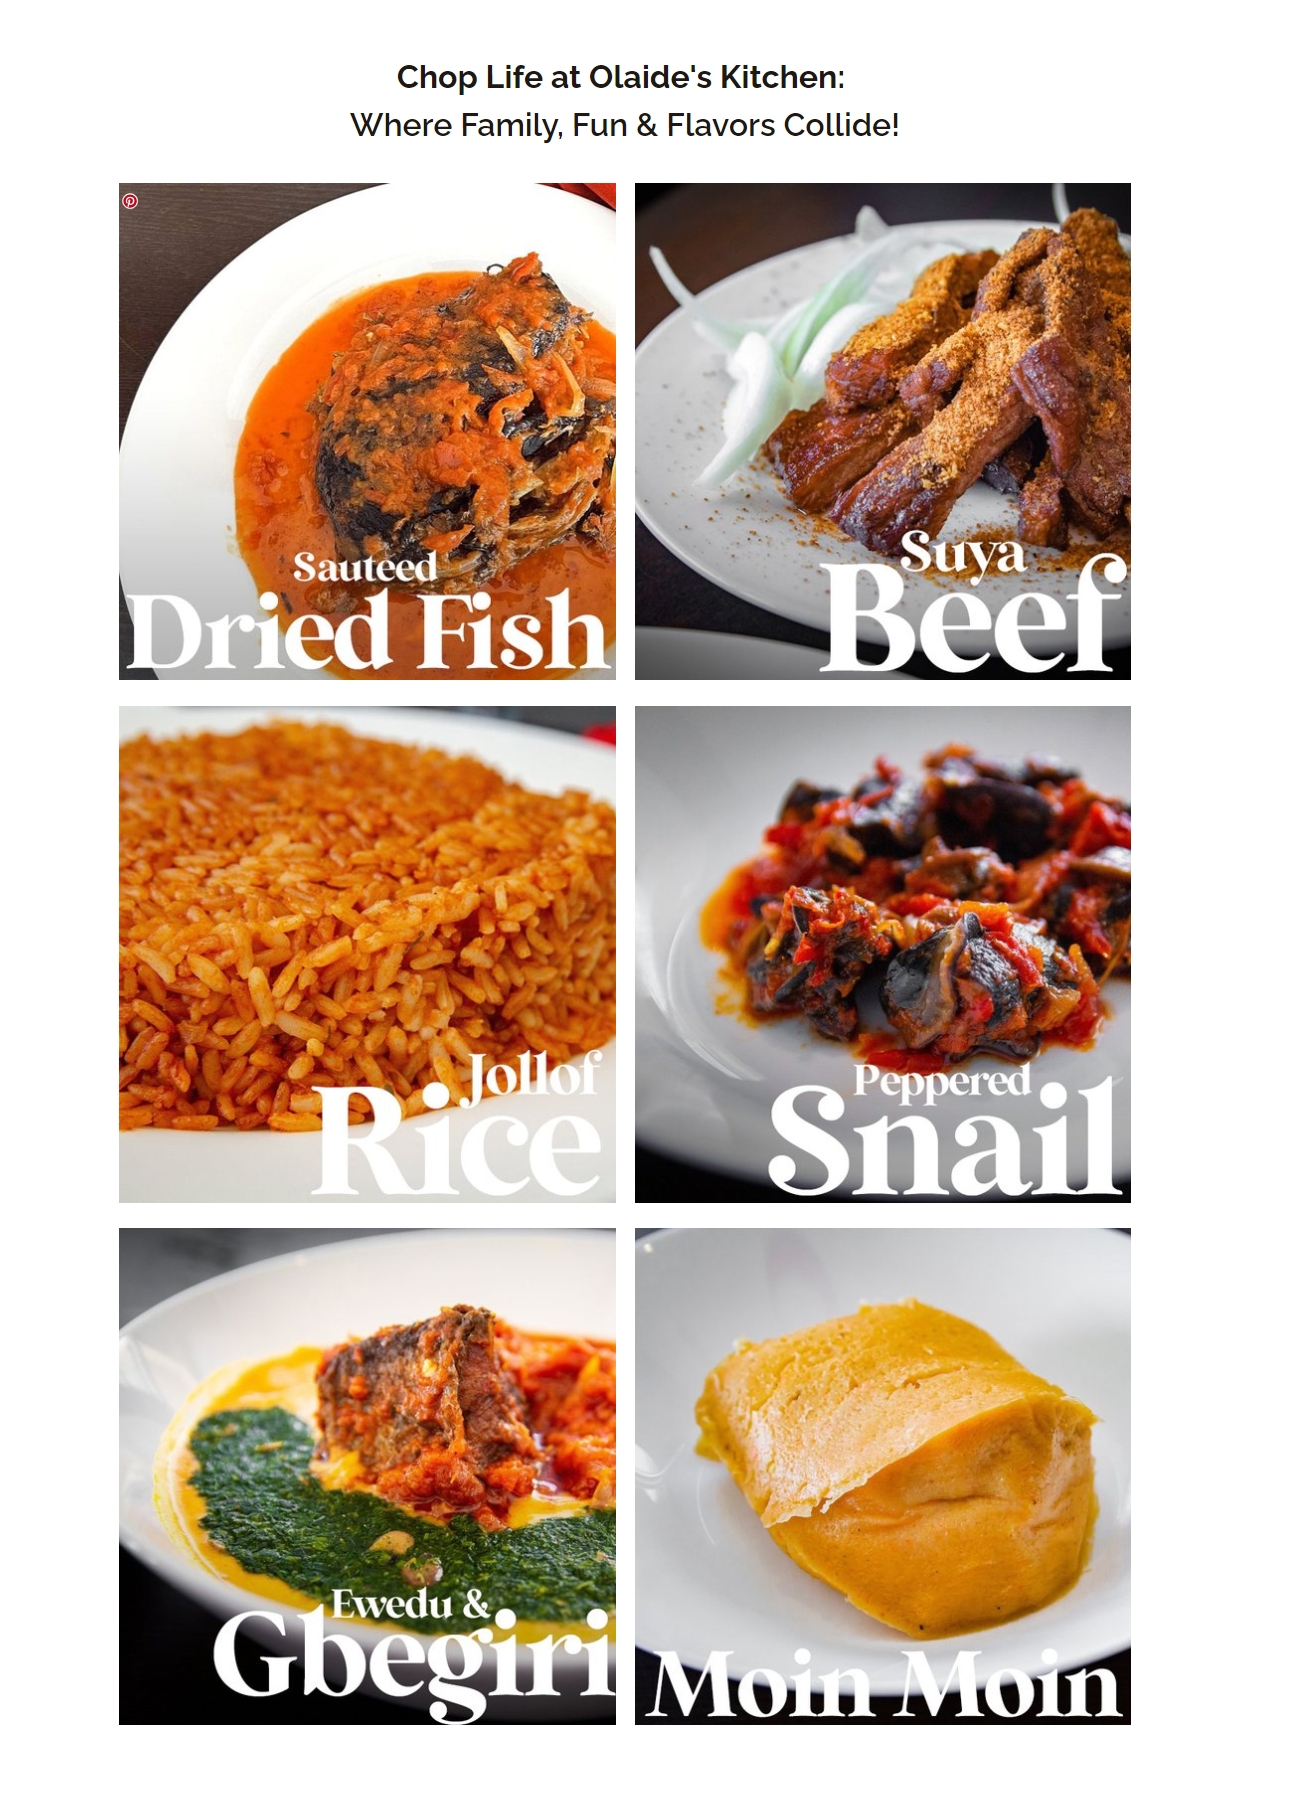 Chop Life at Olaide's Kitchen:
Where Family, Fun & Flavors Collide!
Sauteed
Dried Fish
Suya
Beef
Jollof
Rice
Peppered
Snail
Ewedu &
Gbegiri
Moin Moin